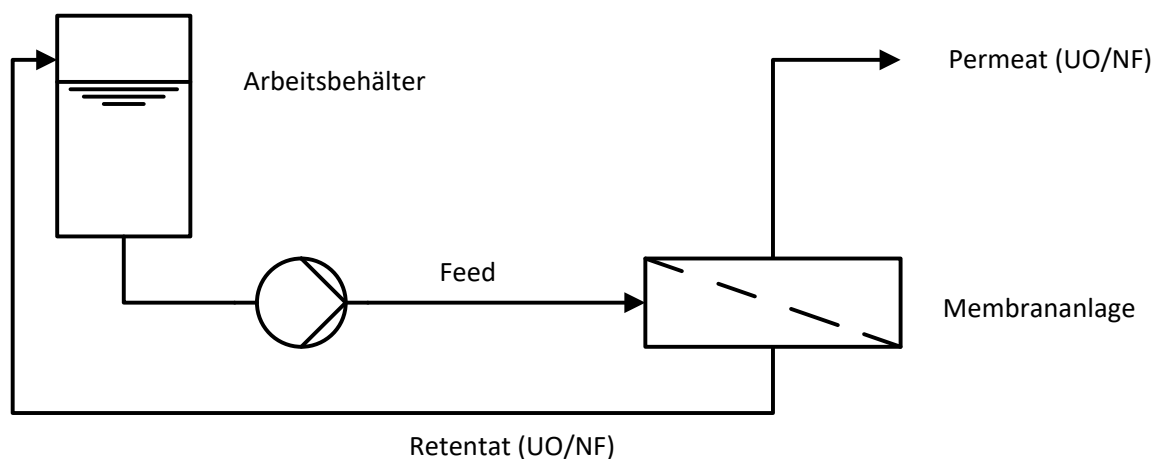 Permeat (UO/NF)
Arbeitsbehälter
Feed
Membrananlage
Retentat (UO/NF)